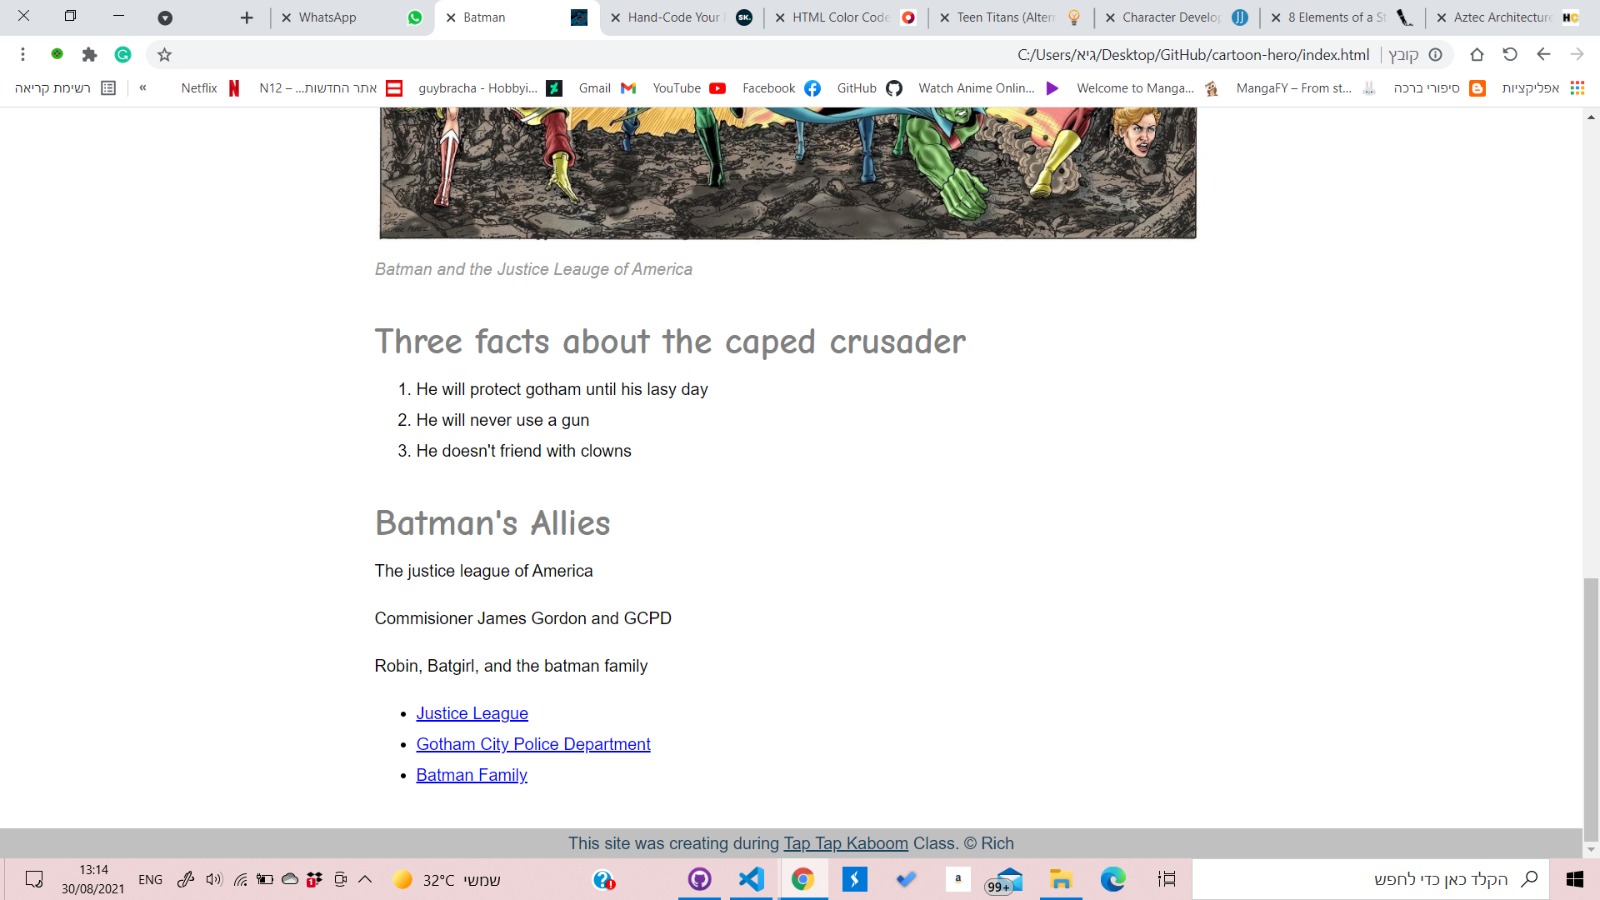 WhatsApp
Batman
Hand-Code Your
HTML Color Code
Teen Titans (Altern
Character Develop
8 Elements of a St
Aztec Architecture
C:/Users/גיא/Desktop/GitHub/cartoon-hero/index.html קובץ
רשימת קריאה
«
Netflix
N12 – אתר החדשות...
guybracha - Hobbyi...
Gmail
YouTube
Facebook
GitHub
Watch Anime Onlin...
Welcome to Manga...
MangaFY – From st...
סיפורי ברכה
אפליקציות
Batman and the Justice Leauge of America
Three facts about the caped crusader
1. He will protect gotham until his lasy day
2. He will never use a gun
3. He doesn't friend with clowns
Batman's Allies
The justice league of America
Commisioner James Gordon and GCPD
Robin, Batgirl, and the batman family
• Justice League
• Gotham City Police Department
• Batman Family
This site was creating during Tap Tap Kaboom Class. © Rich
13:14
30/08/2021
ENG
32°C שמשי
99+
הקלד כאן כדי לחפש